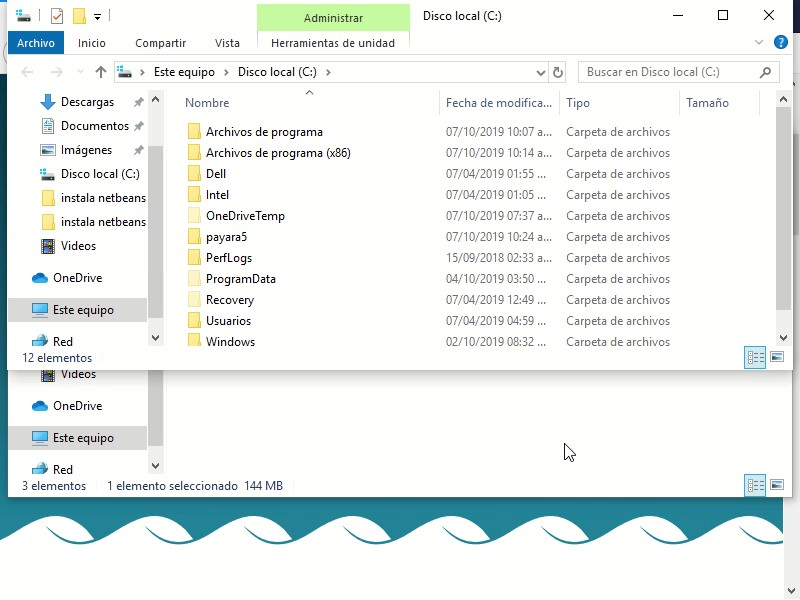 Administrar Disco local (C:)
Archivo Inicio Compartir Vista Herramientas de unidad
Este equipo Disco local (C:) Buscar en Disco local (C:)
Nombre Fecha de modifica... Tipo Tamaño
Descargas
Documentos
Imágenes
Disco local (C:)
instala netbeans
instala netbeans
Videos
OneDrive
Este equipo
Red
Archivos de programa 07/10/2019 10:07 a... Carpeta de archivos
Archivos de programa (x86) 07/10/2019 10:14 a... Carpeta de archivos
Dell 07/04/2019 01:55 ... Carpeta de archivos
Intel 07/04/2019 01:05 ... Carpeta de archivos
OneDriveTemp 07/10/2019 07:37 a... Carpeta de archivos
payara5 07/10/2019 10:24 a... Carpeta de archivos
PerfLogs 15/09/2018 02:33 a... Carpeta de archivos
ProgramData 04/10/2019 03:50 ... Carpeta de archivos
Recovery 07/04/2019 12:49 ... Carpeta de archivos
Usuarios 07/04/2019 04:59 ... Carpeta de archivos
Windows 02/10/2019 08:32 ... Carpeta de archivos
12 elementos
Videos
OneDrive
Este equipo
Red
3 elementos 1 elemento seleccionado 144 MB